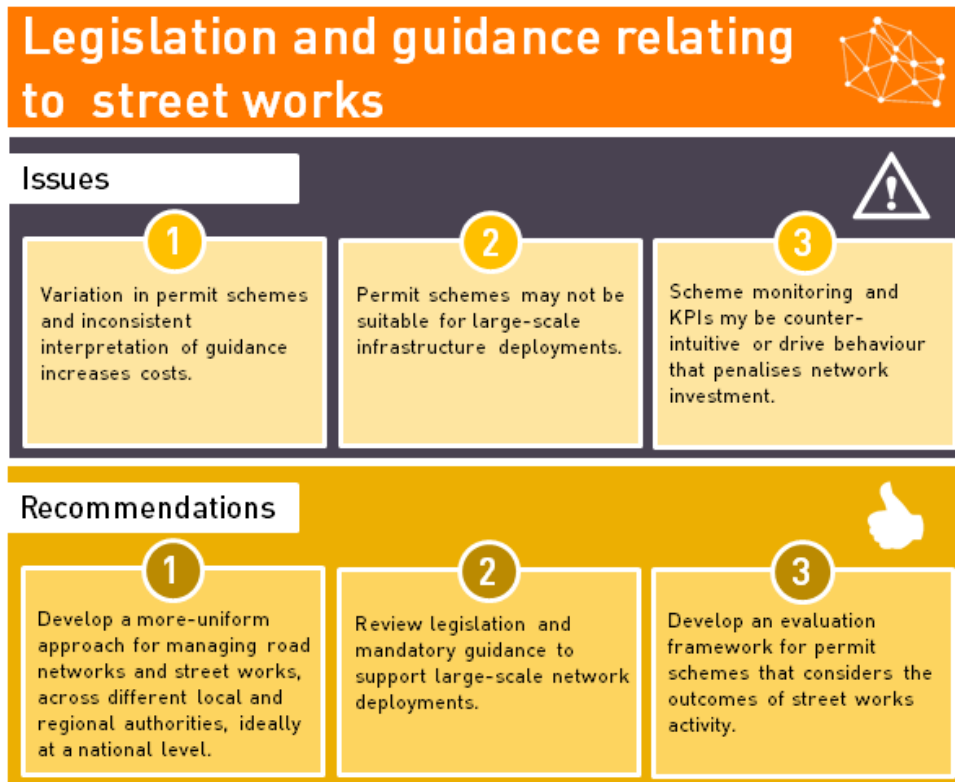 Legislation and guidance relating
to street works
Issues
1
Variation in permit schemes
and inconsistent
interpretation of guidance
increases costs.
2
Permit schemes may not be
suitable for large-scale
infrastructure deployments.
3
Scheme monitoring and
KPIs my be counter-
intuitive or drive behaviour
that penalises network
investment.
Recommendations
1
Develop a more-uniform
approach for managing road
networks and street works,
across different local and
regional authorities, ideally
at a national level.
2
Review legislation and
mandatory guidance to
support large-scale network
deployments.
3
Develop an evaluation
framework for permit
schemes that considers the
outcomes of street works
activity.